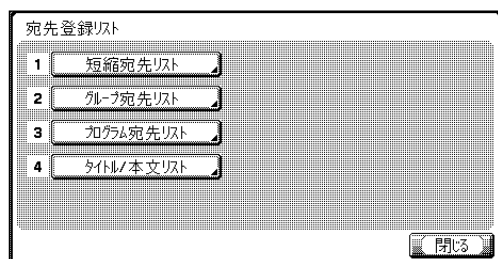 宛先登録リスト
1 短縮宛先リスト
2 グループ宛先リスト
3 プログラム宛先リスト
4 タイトル/本文リスト
閉じる